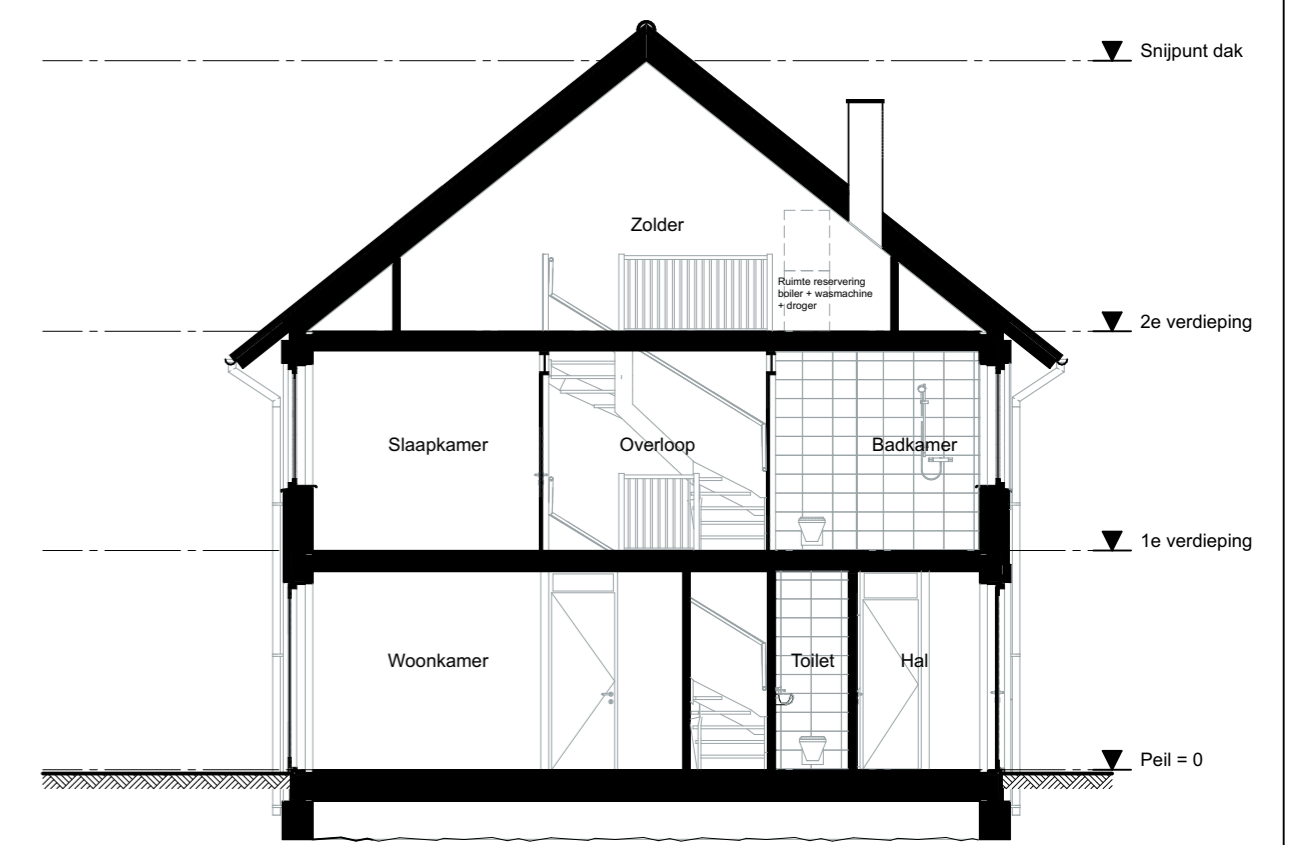 Snijpunt dak
Zolder
Ruimte reservering
boiler + wasmachine
+ droger
2e verdieping
Slaapkamer
Overloop
Badkamer
1e verdieping
Woonkamer
Toilet
Hal
Peil = 0